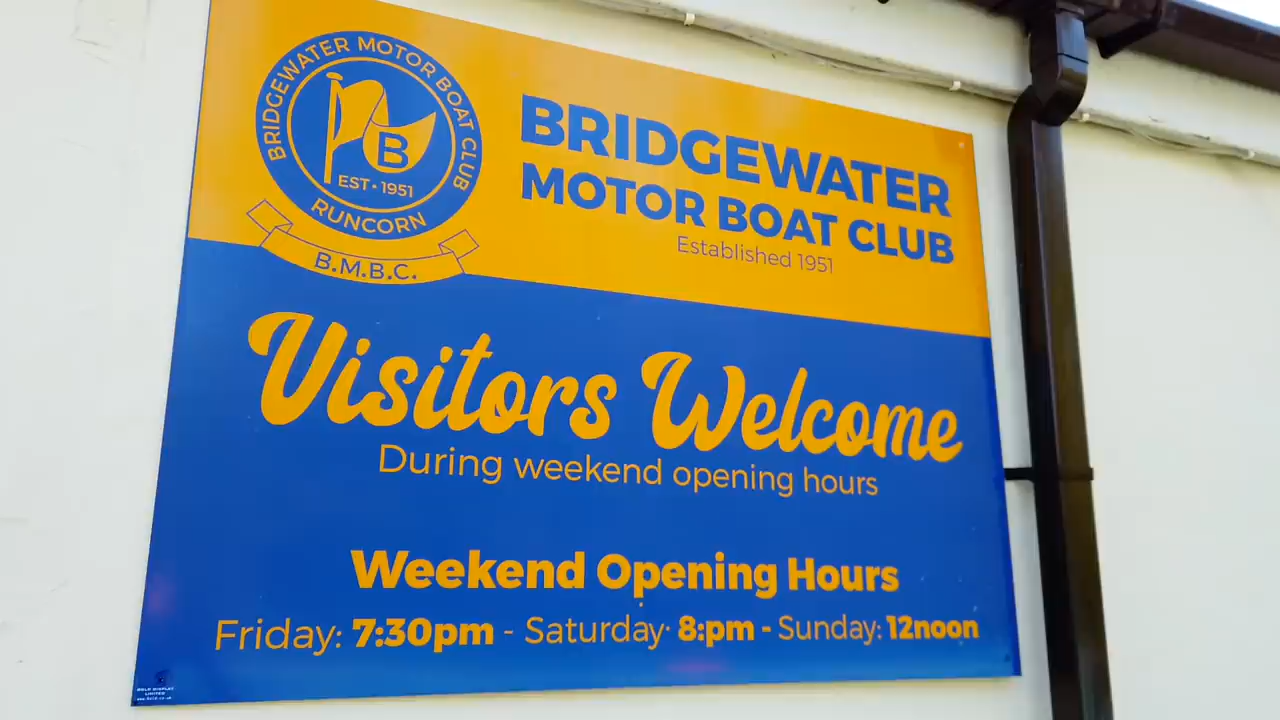 BRIDGEWATER MOTOR BOAT CLUB
B
EST • 1951
RUNCORN
B.M.B.C.
BRIDGEWATER
MOTOR BOAT CLUB
Established 1951
Visitors Welcome
During weekend opening hours
Weekend Opening Hours
Friday: 7:30pm - Saturday· 8:pm - Sunday: 12noon
LIMITED